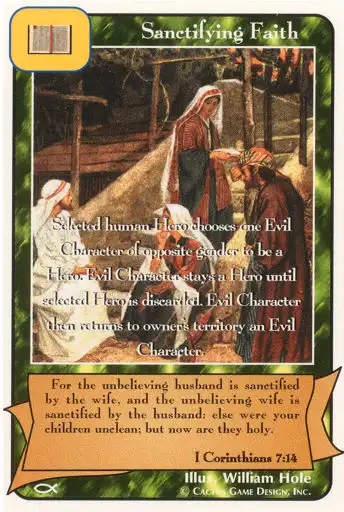 Sanctifying Faith
Selected human Hero chooses one Evil
Character of opposite gender to be a
Hero. Evil Character stays a Hero until
selected Hero is discarded. Evil Character
then returns to owner's territory an Evil
Character.
For the unbelieving husband is sanctified
by the wife, and the unbelieving wife is
sanctified by the husband: else were your
children unclean; but now are they holy.
I Corinthians 7:14
Illus. William Hole
© Cactus Game Design, Inc.